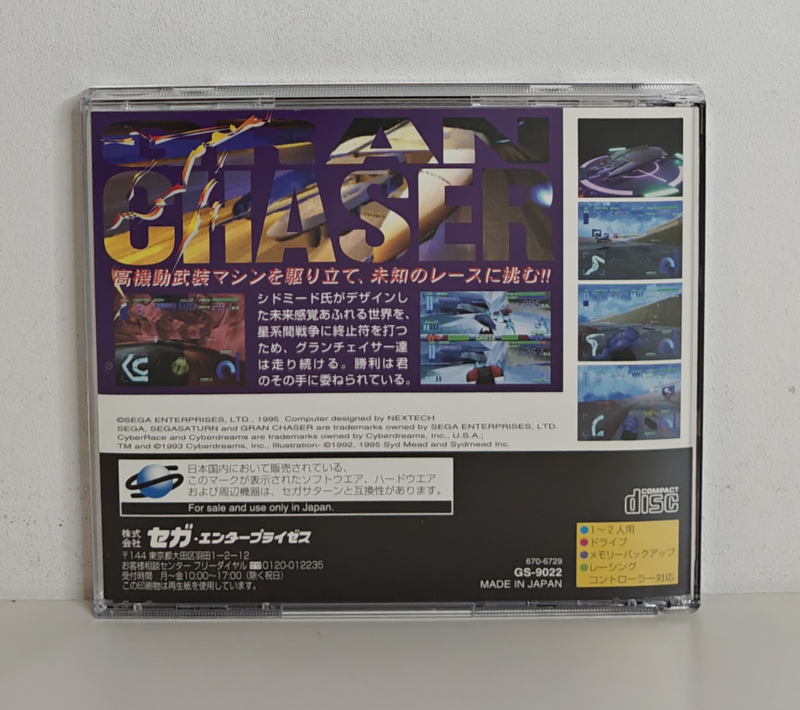 GRAN
CHASER
高機動武装マシンを駆り立て、未知のレースに挑む!!
シドミード氏がデザインし
た未来感覚あふれる世界を、
星系間戦争に終止符を打つ
ため、グランチェイサー達
は走り続ける。勝利は君
のその手に委ねられている。
©SEGA ENTERPRISES, LTD., 1995 Computer designed by NEXTECH
SEGA, SEGASATURN and GRAN CHASER are trademarks owned by SEGA ENTERPRISES, LTD.
CyberRace and Cyberdreams are trademarks owned by Cyberdreams, Inc., U.S.A.;
TM and ©1993 Cyberdreams, Inc., Illustration- ©1992, 1995 Syd Mead and Sydmead Inc.
日本国内において販売されている、
このマークが表示されたソフトウエア、ハードウエア
および周辺機器は、セガサターンと互換性があります。
For sale and use only in Japan.
COMPACT
disc
株式会社 セガ・エンタープライゼス
〒144 東京都大田区羽田1-2-12
お客様相談センター フリーダイヤル 0120-012235
受付時間 月~金10:00~17:00(除く祝日)
この印刷物は再生紙を使用しています。
670-6729
GS-9022
MADE IN JAPAN
1~2人用
ドライブ
メモリーバックアップ
レーシング
コントローラー対応